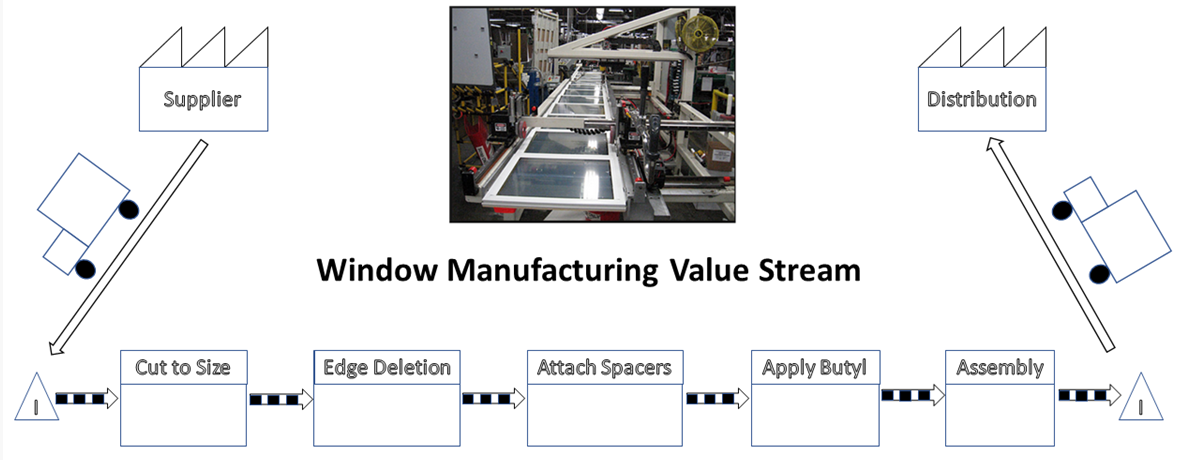 Supplier
Distribution
Window Manufacturing Value Stream
Cut to Size
Edge Deletion
Attach Spacers
Apply Butyl
Assembly
I
I